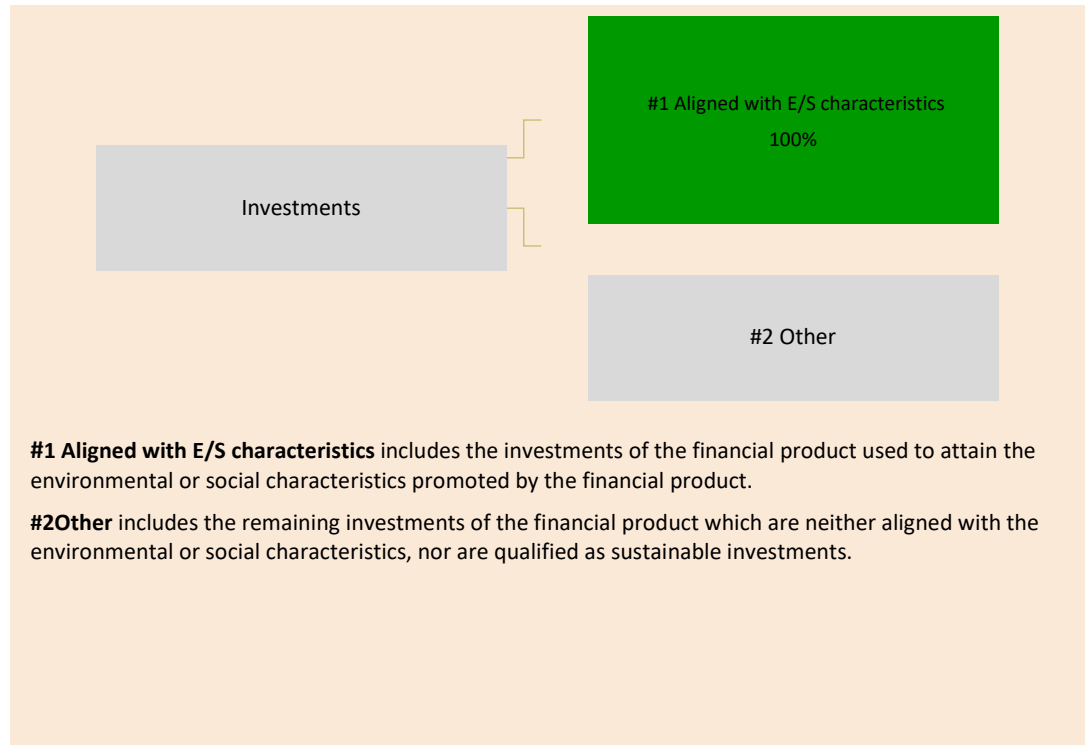 #1 Aligned with E/S characteristics
100%
Investments
#2 Other
#1 Aligned with E/S characteristics includes the investments of the financial product used to attain the
environmental or social characteristics promoted by the financial product.
#2Other includes the remaining investments of the financial product which are neither aligned with the
environmental or social characteristics, nor are qualified as sustainable investments.